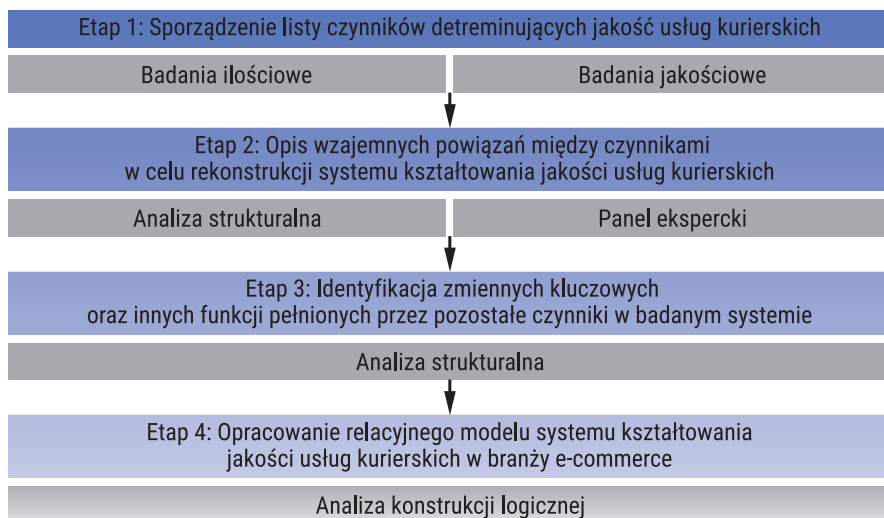 Etap 1: Sporządzenie listy czynników detreminujących jakość usług kurierskich
Badania ilościowe
Badania jakościowe
Etap 2: Opis wzajemnych powiązań między czynnikami
w celu rekonstrukcji systemu kształtowania jakości usług kurierskich
Analiza strukturalna
Panel ekspercki
Etap 3: Identyfikacja zmiennych kluczowych
oraz innych funkcji pełnionych przez pozostałe czynniki w badanym systemie
Analiza strukturalna
Etap 4: Opracowanie relacyjnego modelu systemu kształtowania
jakości usług kurierskich w branży e-commerce
Analiza konstrukcji logicznej